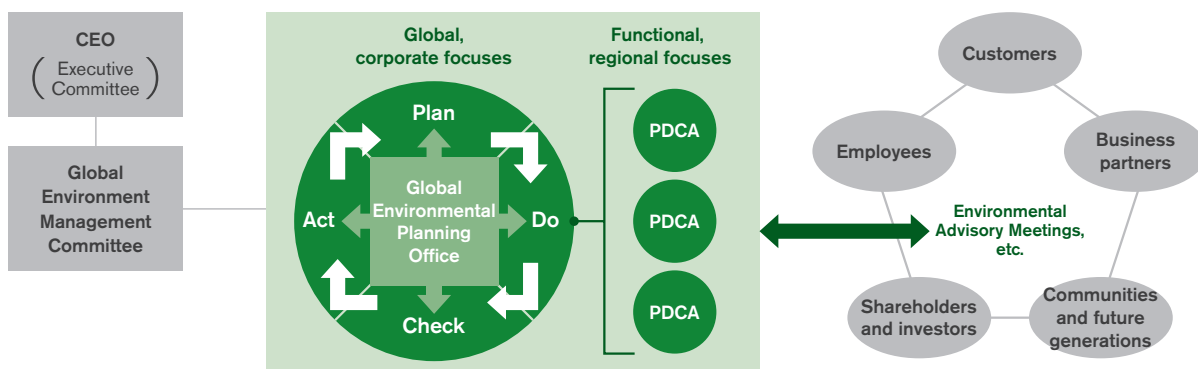 CEO
(Executive
Committee)
Global
Environment
Management
Committee
Global,
corporate focuses
Plan
Do
Check
Act
Global
Environmental
Planning
Office
Functional,
regional focuses
PDCA
PDCA
PDCA
Customers
Employees
Business
partners
Environmental
Advisory Meetings,
etc.
Shareholders
and investors
Communities
and future
generations